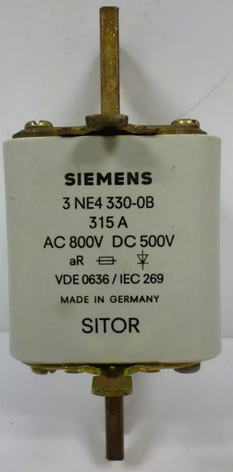 SIEMENS
3 NE4 330-0B
315 A
AC 800V DC 500V
aR
VDE 0636 / IEC 269
MADE IN GERMANY
SITOR